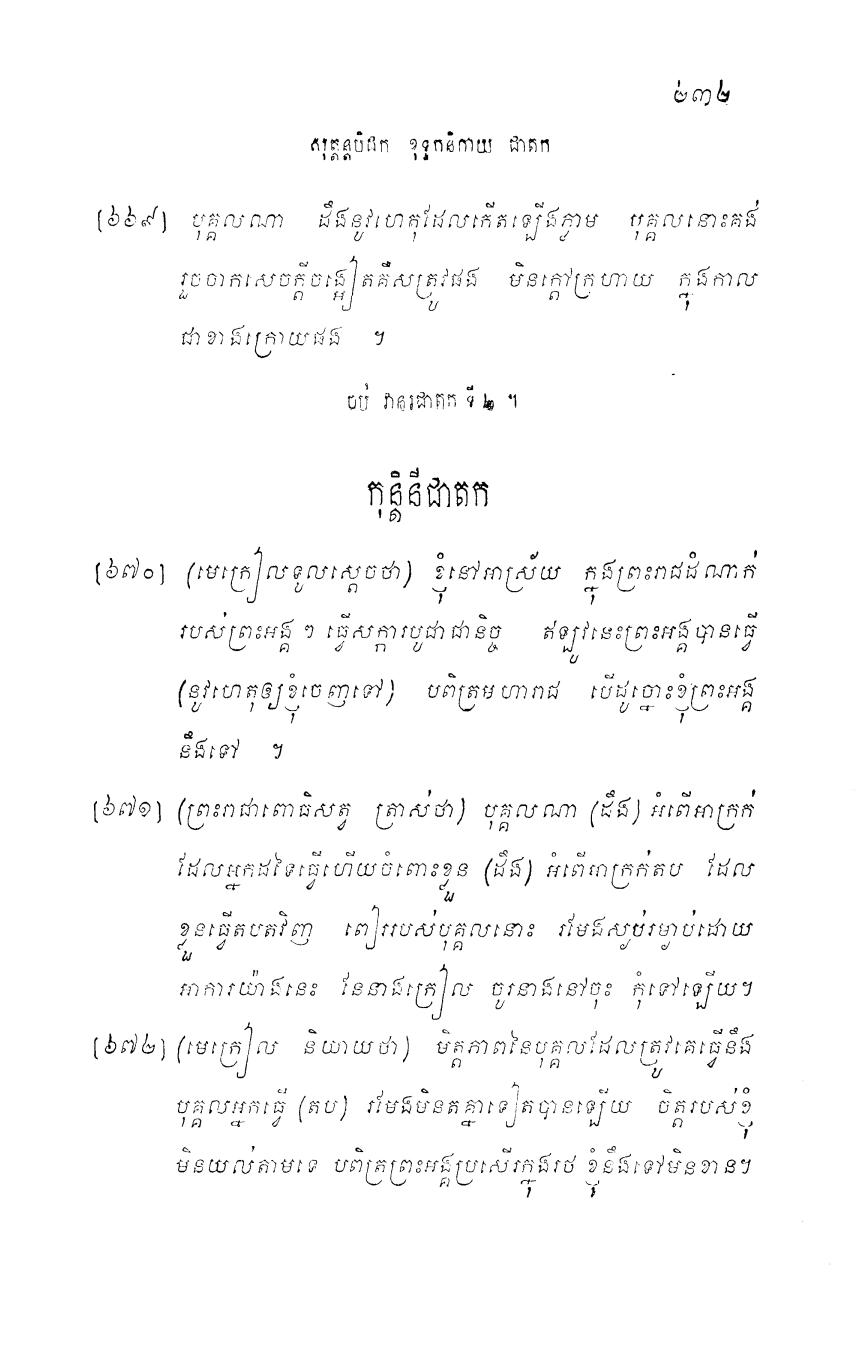 ២៣២
សុត្តន្តបិដក ខុទ្ទកនិកាយ ជាតក
[៦៦៩] បុគ្គលណា ដឹងនូវហេតុដែលកើតឡើងភ្លាម បុគ្គលនោះគង់
រួចចាកសេចក្តីចង្អៀតគឺសត្រូវផង មិនក្តៅក្រហាយ ក្នុងកាល
ជាខាងក្រោយផង ។
ចប់ វានរជាតក ទី២ ។
កុន្តិនីជាតក
[៦៧០] (មេក្រៀលទូលស្តេចថា) ខ្ញុំនៅអាស្រ័យ ក្នុងព្រះរាជដំណាក់
របស់ព្រះអង្គ ៗ ធ្វើសក្ការបូជាជានិច្ច ឥឡូវនេះព្រះអង្គបានធ្វើ
(នូវហេតុឲ្យខ្ញុំចេញទៅ) បពិត្រមហារាជ បើដូច្នោះខ្ញុំព្រះអង្គ
នឹងទៅ ។
[៦៧១] (ព្រះរាជាពោធិសត្វ ត្រាស់ថា) បុគ្គលណា (ដឹង) អំពើអាក្រក់
ដែលអ្នកដទៃធ្វើហើយចំពោះខ្លួន (ដឹង) អំពើអាក្រក់តប ដែល
ខ្លួនធ្វើតបតវិញ ពៀររបស់បុគ្គលនោះ រមែងស្ងប់រម្ងាប់ដោយ
អាការយ៉ាងនេះ នែនាងក្រៀល ចូរនាងនៅចុះ កុំទៅឡើយ។
[៦៧២] (មេក្រៀល និយាយថា) មិត្តភាពនៃបុគ្គលដែលត្រូវគេធ្វើនឹង
បុគ្គលអ្នកធ្វើ (តប) រមែងមិនតគ្នាទៀតបានឡើយ ចិត្តរបស់ខ្ញុំ
មិនយល់តាមទេ បពិត្រព្រះអង្គប្រសើរក្នុងរថ ខ្ញុំនឹងទៅមិនខាន។